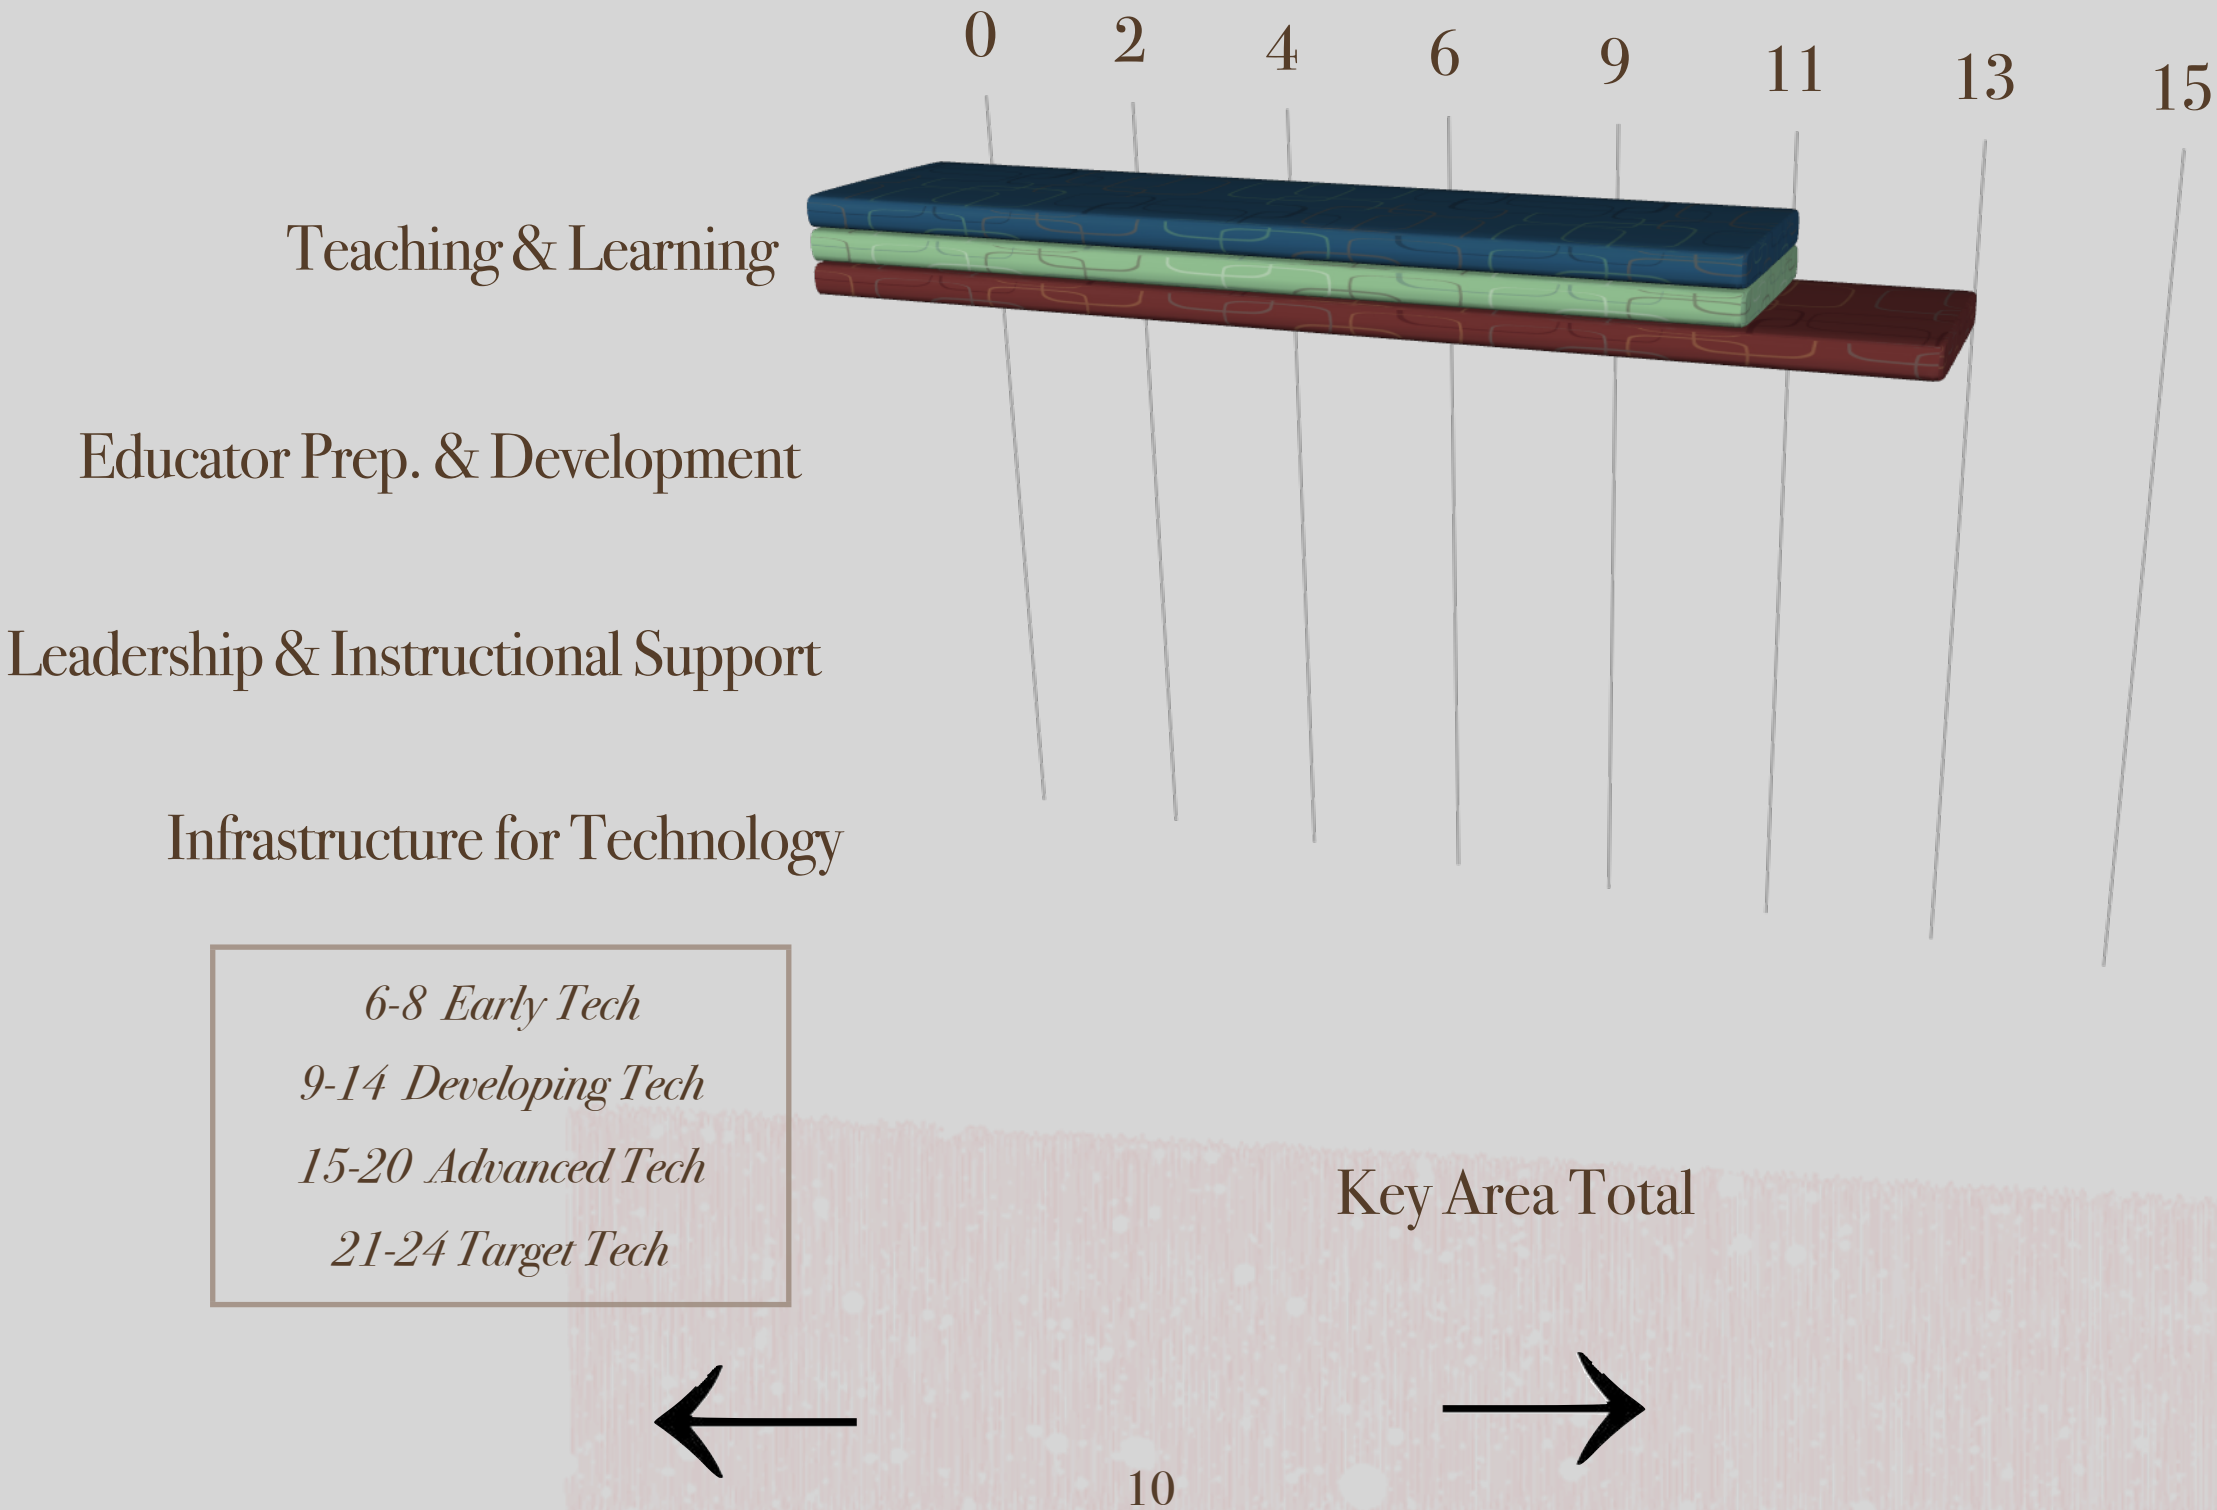 0 2 4 6 9 11 13 15
Teaching & Learning
Educator Prep. & Development
Leadership & Instructional Support
Infrastructure for Technology
6-8 Early Tech
9-14 Developing Tech
15-20 Advanced Tech
21-24 Target Tech
Key Area Total
10